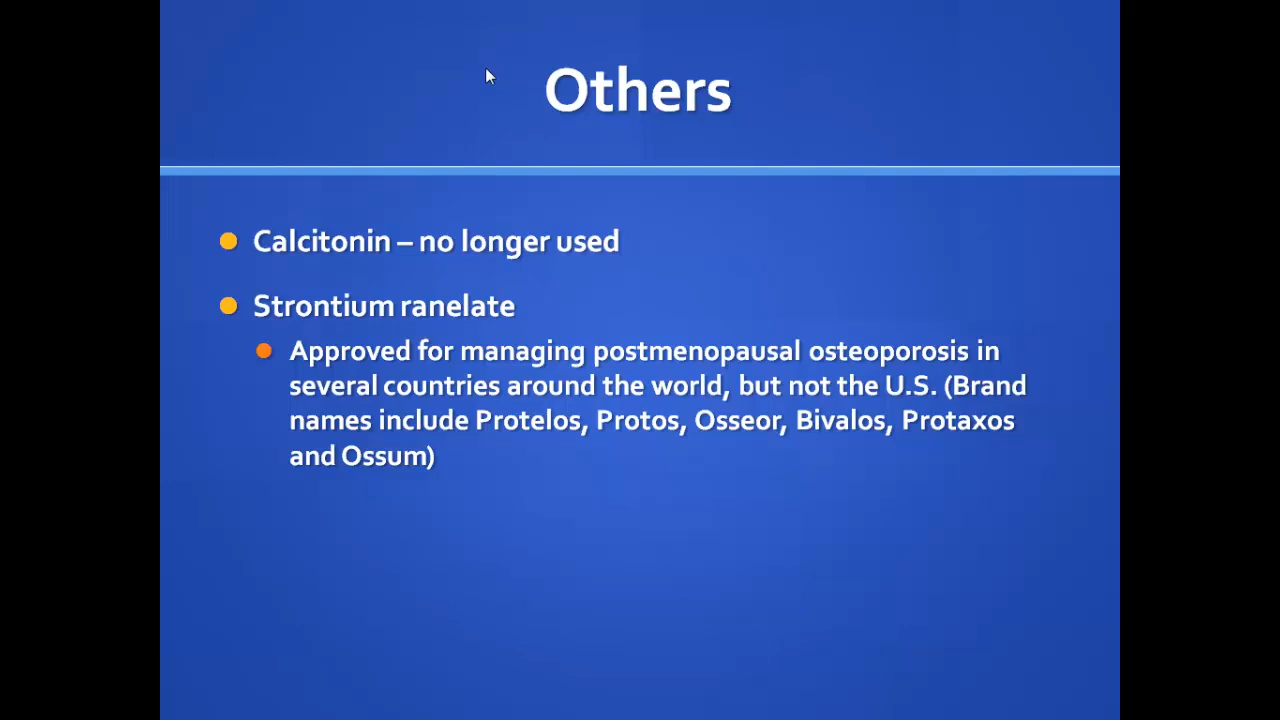 Others
Calcitonin – no longer used
Strontium ranelate
Approved for managing postmenopausal osteoporosis in
several countries around the world, but not the U.S. (Brand
names include Protelos, Protos, Osseor, Bivalos, Protaxos
and Ossum)